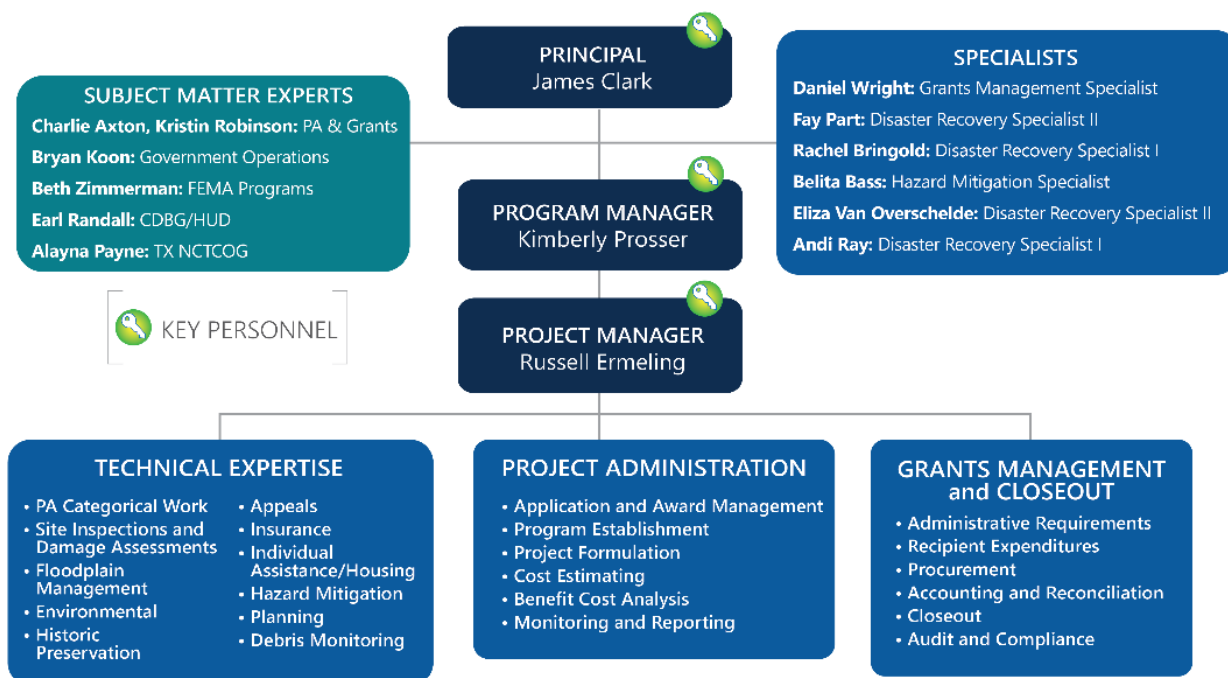 PRINCIPAL
James Clark
SUBJECT MATTER EXPERTS
Charlie Axton, Kristin Robinson: PA & Grants
Bryan Koon: Government Operations
Beth Zimmerman: FEMA Programs
Earl Randall: CDBG/HUD
Alayna Payne: TX NCTCOG
SPECIALISTS
Daniel Wright: Grants Management Specialist
Fay Part: Disaster Recovery Specialist II
Rachel Bringold: Disaster Recovery Specialist I
Belita Bass: Hazard Mitigation Specialist
Eliza Van Overschelde: Disaster Recovery Specialist II
Andi Ray: Disaster Recovery Specialist I
PROGRAM MANAGER
Kimberly Prosser
KEY PERSONNEL
PROJECT MANAGER
Russell Ermeling
TECHNICAL EXPERTISE
• PA Categorical Work
• Site Inspections and
Damage Assessments
• Floodplain
Management
• Environmental
• Historic
Preservation
• Appeals
• Insurance
• Individual
Assistance/Housing
• Hazard Mitigation
• Planning
• Debris Monitoring
PROJECT ADMINISTRATION
• Application and Award Management
• Program Establishment
• Project Formulation
• Cost Estimating
• Benefit Cost Analysis
• Monitoring and Reporting
GRANTS MANAGEMENT
and CLOSEOUT
• Administrative Requirements
• Recipient Expenditures
• Procurement
• Accounting and Reconciliation
• Closeout
• Audit and Compliance